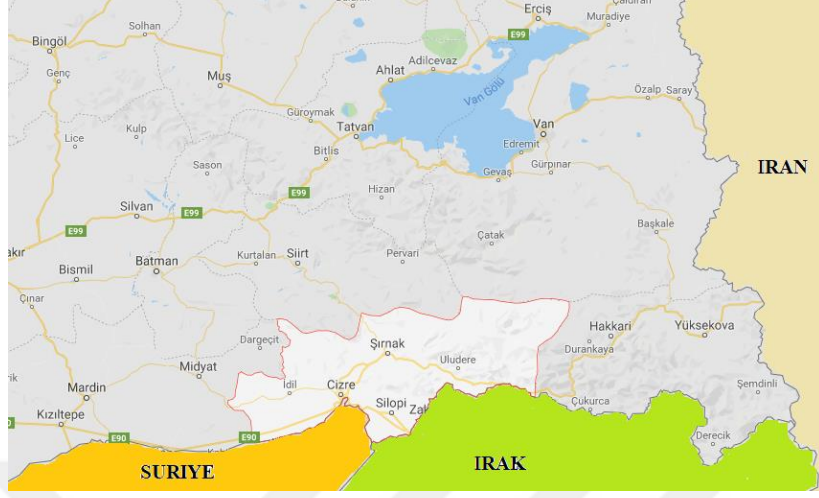 Solhan
Erciş
Muradiye
Bingöl
E99
Adilcevaz
Ahlat
Genç
Muş
Van Gölü
Özalp
Saray
Güroymak
Tatvan
Van
Lice
Kulp
Bitlis
Edremit
Sason
Gürpınar
Gevaş
IRAN
E99
Hizan
Silvan
E99
Başkale
E99
Çatak
Kurtalan
Siirt
Pervari
Batman
Bismil
Çınar
Hakkari
Yüksekova
Dargeçit
Şırnak
Durankaya
Uludere
Midyat
İdil
Cizre
Şemdinli
Mardin
Silopi
Çukurca
Kızıltepe
E90
E90
Derecik
SURIYE
IRAK